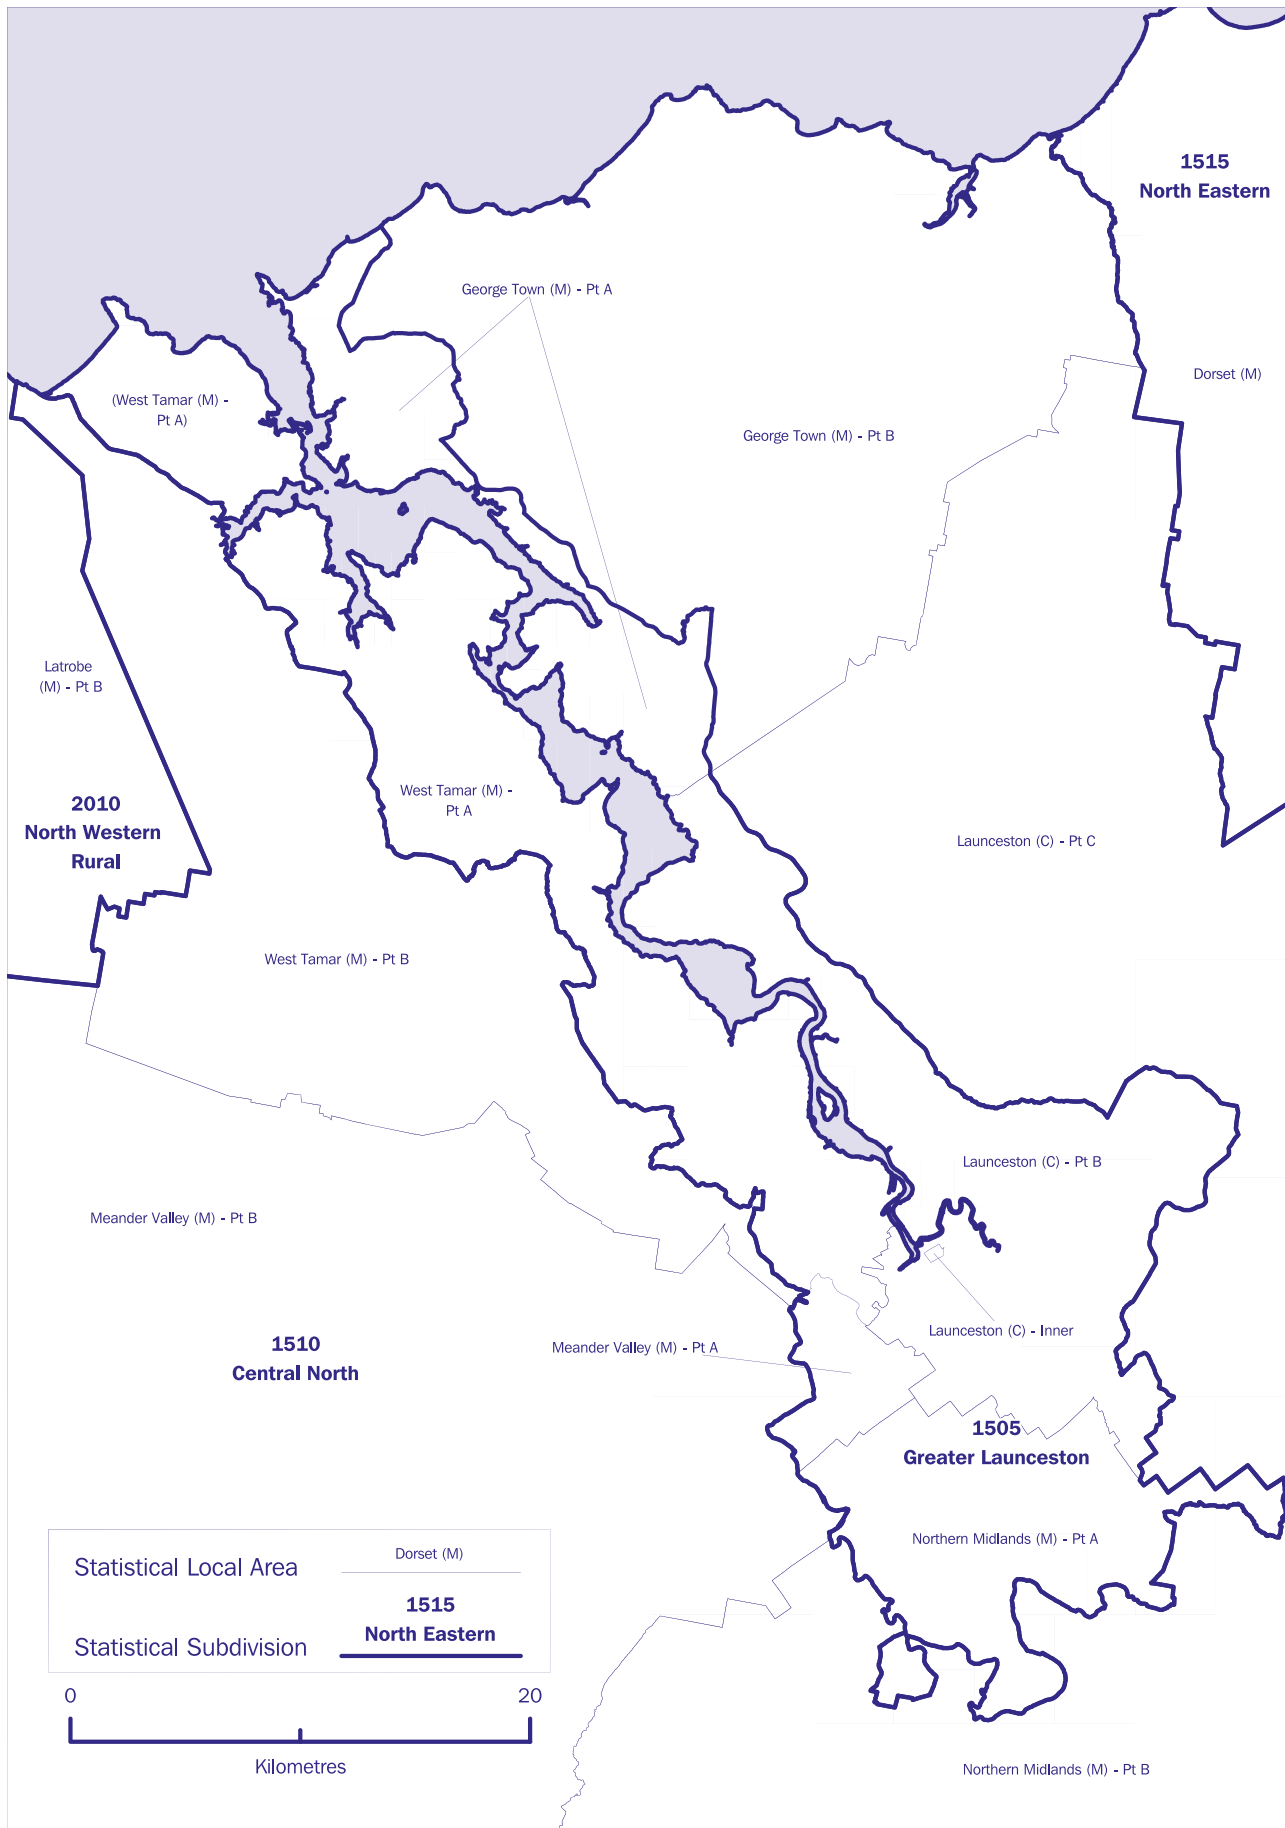 1515
North Eastern
George Town (M) - Pt A
Dorset (M)
(West Tamar (M) -
Pt A)
George Town (M) - Pt B
Latrobe
(M) - Pt B
West Tamar (M) -
Pt A
2010
North Western
Rural
Launceston (C) - Pt C
West Tamar (M) - Pt B
Launceston (C) - Pt B
Meander Valley (M) - Pt B
Launceston (C) - Inner
1510
Central North
Meander Valley (M) - Pt A
1505
Greater Launceston
Northern Midlands (M) - Pt A
Statistical Local Area
Dorset (M)
1515
North Eastern
Statistical Subdivision
0 20
Kilometres
Northern Midlands (M) - Pt B